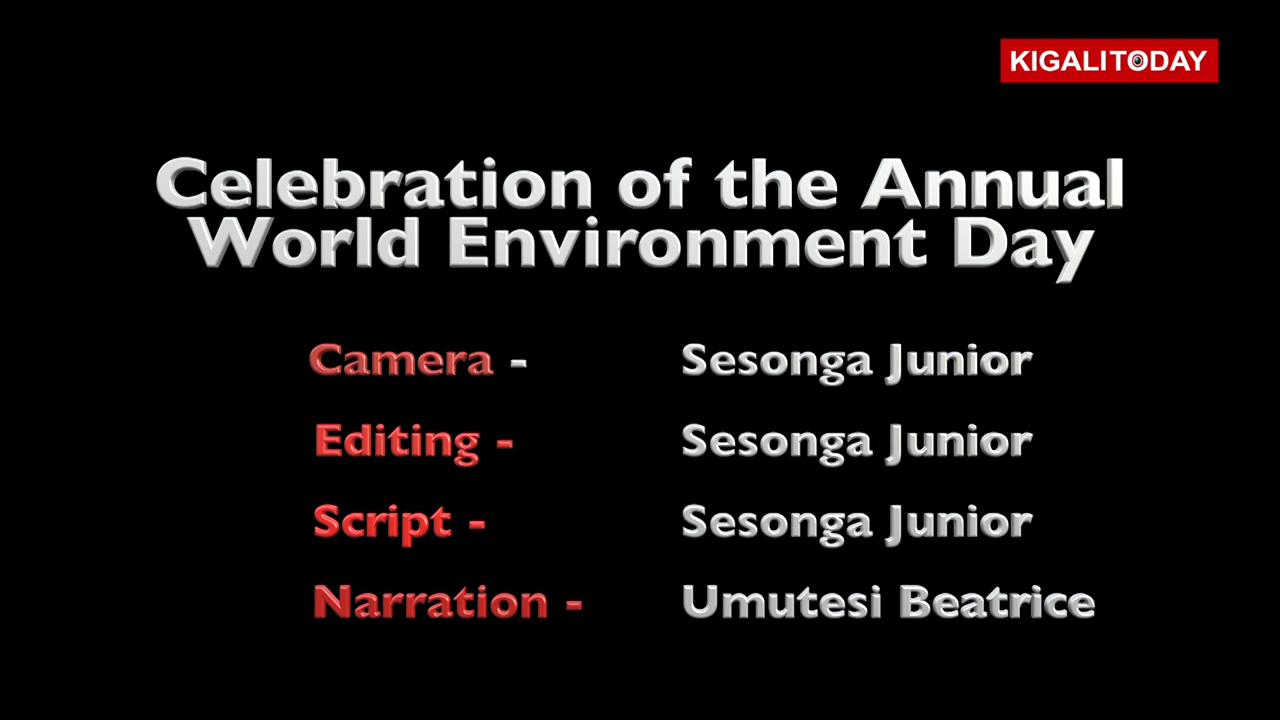 KIGALITODAY
Celebration of the Annual
World Environment Day
Camera - Sesonga Junior
Editing - Sesonga Junior
Script - Sesonga Junior
Narration - Umutesi Beatrice